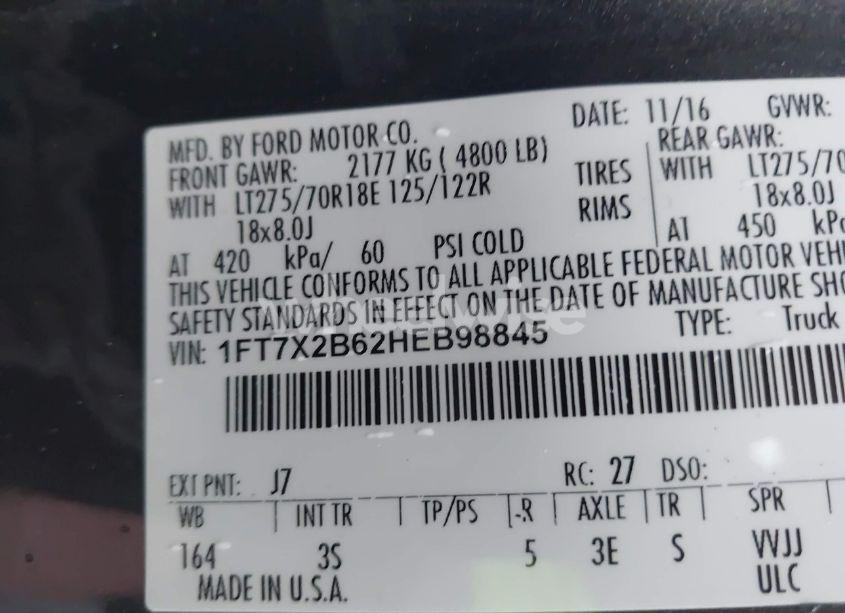 DATE: 11/16 GVWR:
MFD. BY FORD MOTOR CO.
FRONT GAWR: 2177 KG ( 4800 LB) REAR GAWR:
WITH LT275/70R18E 125/122R TIRES WITH LT275/70
18x8.0J RIMS 18x8.0J
AT 420 kPa/ 60 PSI COLD AT 450 kPa
THIS VEHICLE CONFORMS TO ALL APPLICABLE FEDERAL MOTOR VEHI
SAFETY STANDARDS IN EFFECT ON THE DATE OF MANUFACTURE SHO
VIN: 1FT7X2B62HEB98845 TYPE: Truck
EXT PNT: J7 RC: 27 DSO:
WB INT TR TP/PS -R AXLE TR SPR
164 3S 5 3E S VVJJ
MADE IN U.S.A. ULC